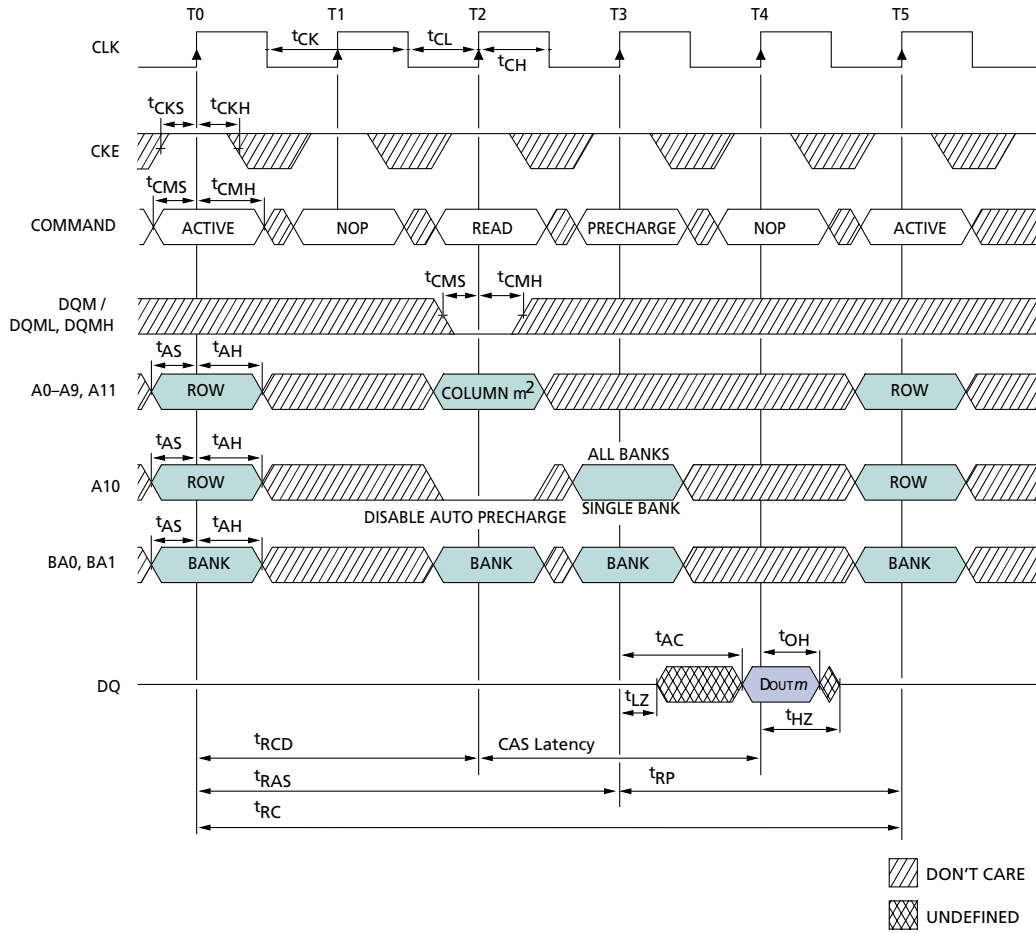 T0 T1 T2 T3 T4 T5
CLK
tCK tCL
tCH
tCKS tCKH
CKE
tCMS tCMH
COMMAND ACTIVE NOP READ PRECHARGE NOP ACTIVE
tCMS tCMH
DQM /
DQML, DQMH
tAS tAH
A0–A9, A11 ROW COLUMN m2 ROW
tAS tAH
ALL BANKS
A10 ROW ROW
DISABLE AUTO PRECHARGE SINGLE BANK
tAS tAH
BA0, BA1 BANK BANK BANK BANK
tAC tOH
DQ DOUTm
tLZ
tHZ
tRCD CAS Latency
tRAS tRP
tRC
DON'T CARE
UNDEFINED